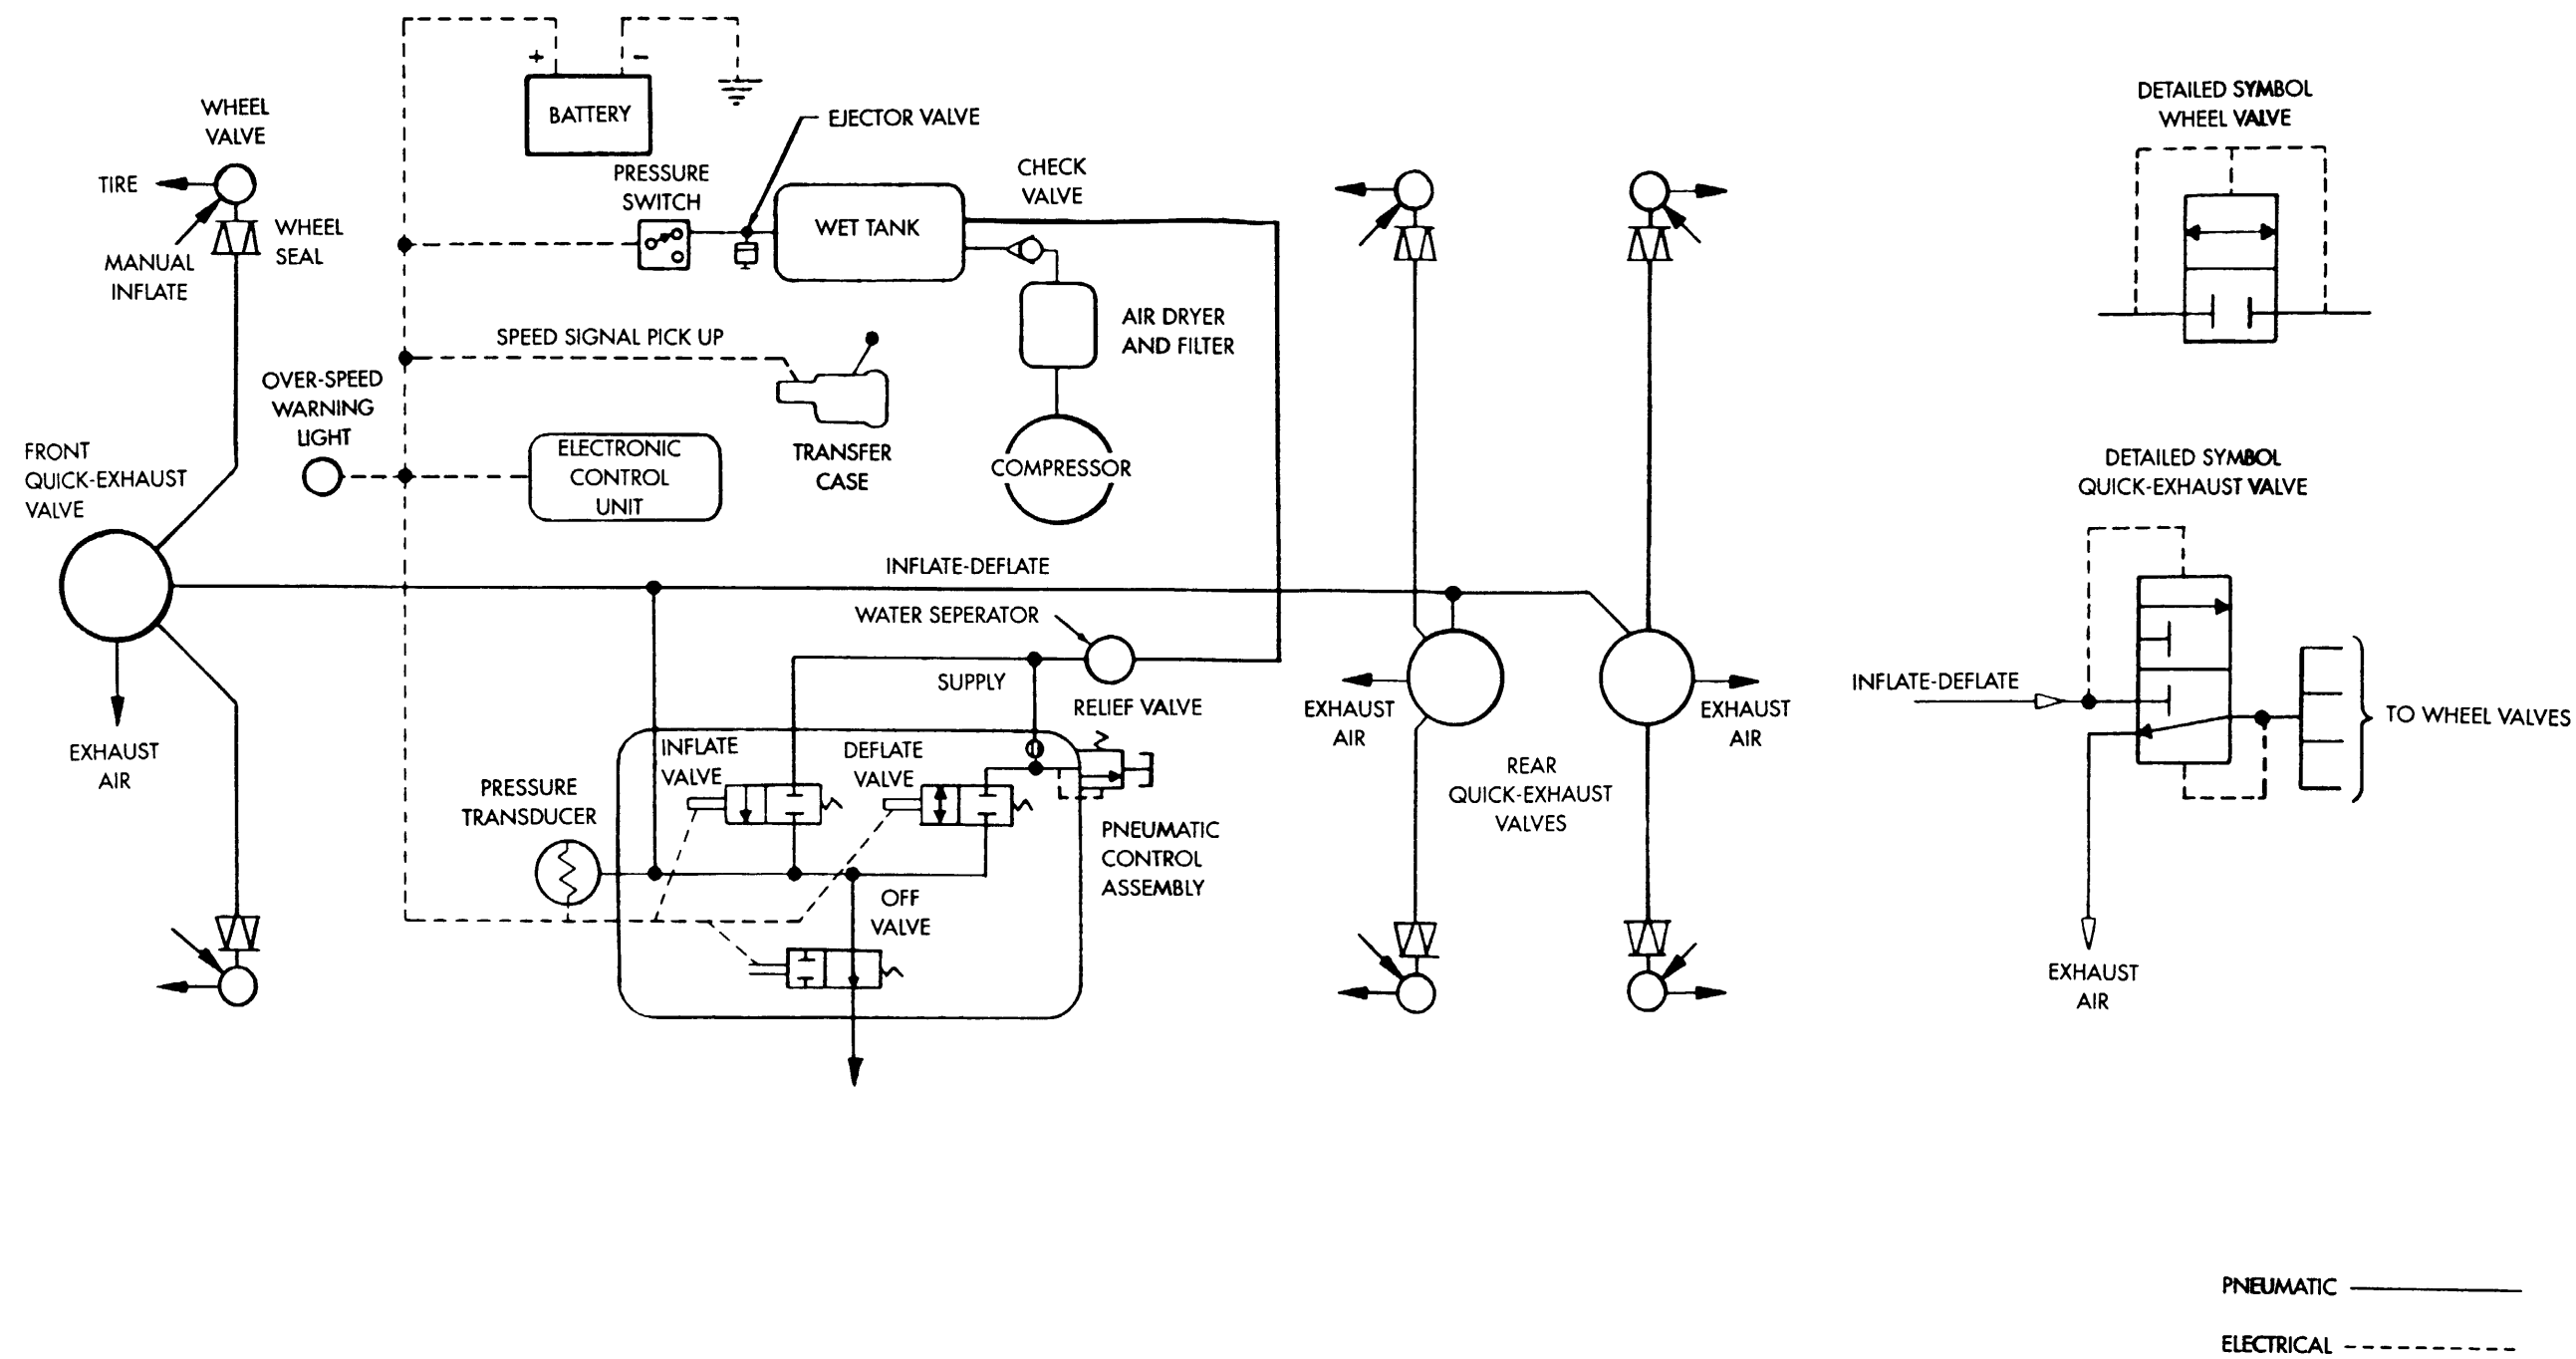 WHEEL
VALVE
TIRE
MANUAL
INFLATE
WHEEL
SEAL
+
−
BATTERY
EJECTOR VALVE
PRESSURE
SWITCH
WET TANK
CHECK
VALVE
SPEED SIGNAL PICK UP
AIR DRYER
AND FILTER
OVER-SPEED
WARNING
LIGHT
ELECTRONIC
CONTROL
UNIT
TRANSFER
CASE
COMPRESSOR
FRONT
QUICK-EXHAUST
VALVE
EXHAUST
AIR
INFLATE-DEFLATE
WATER SEPERATOR
SUPPLY
RELIEF VALVE
INFLATE
VALVE
DEFLATE
VALVE
PRESSURE
TRANSDUCER
OFF
VALVE
PNEUMATIC
CONTROL
ASSEMBLY
EXHAUST
AIR
EXHAUST
AIR
REAR
QUICK-EXHAUST
VALVES
DETAILED SYMBOL
WHEEL VALVE
DETAILED SYMBOL
QUICK-EXHAUST VALVE
INFLATE-DEFLATE
TO WHEEL VALVES
EXHAUST
AIR
PNEUMATIC
ELECTRICAL